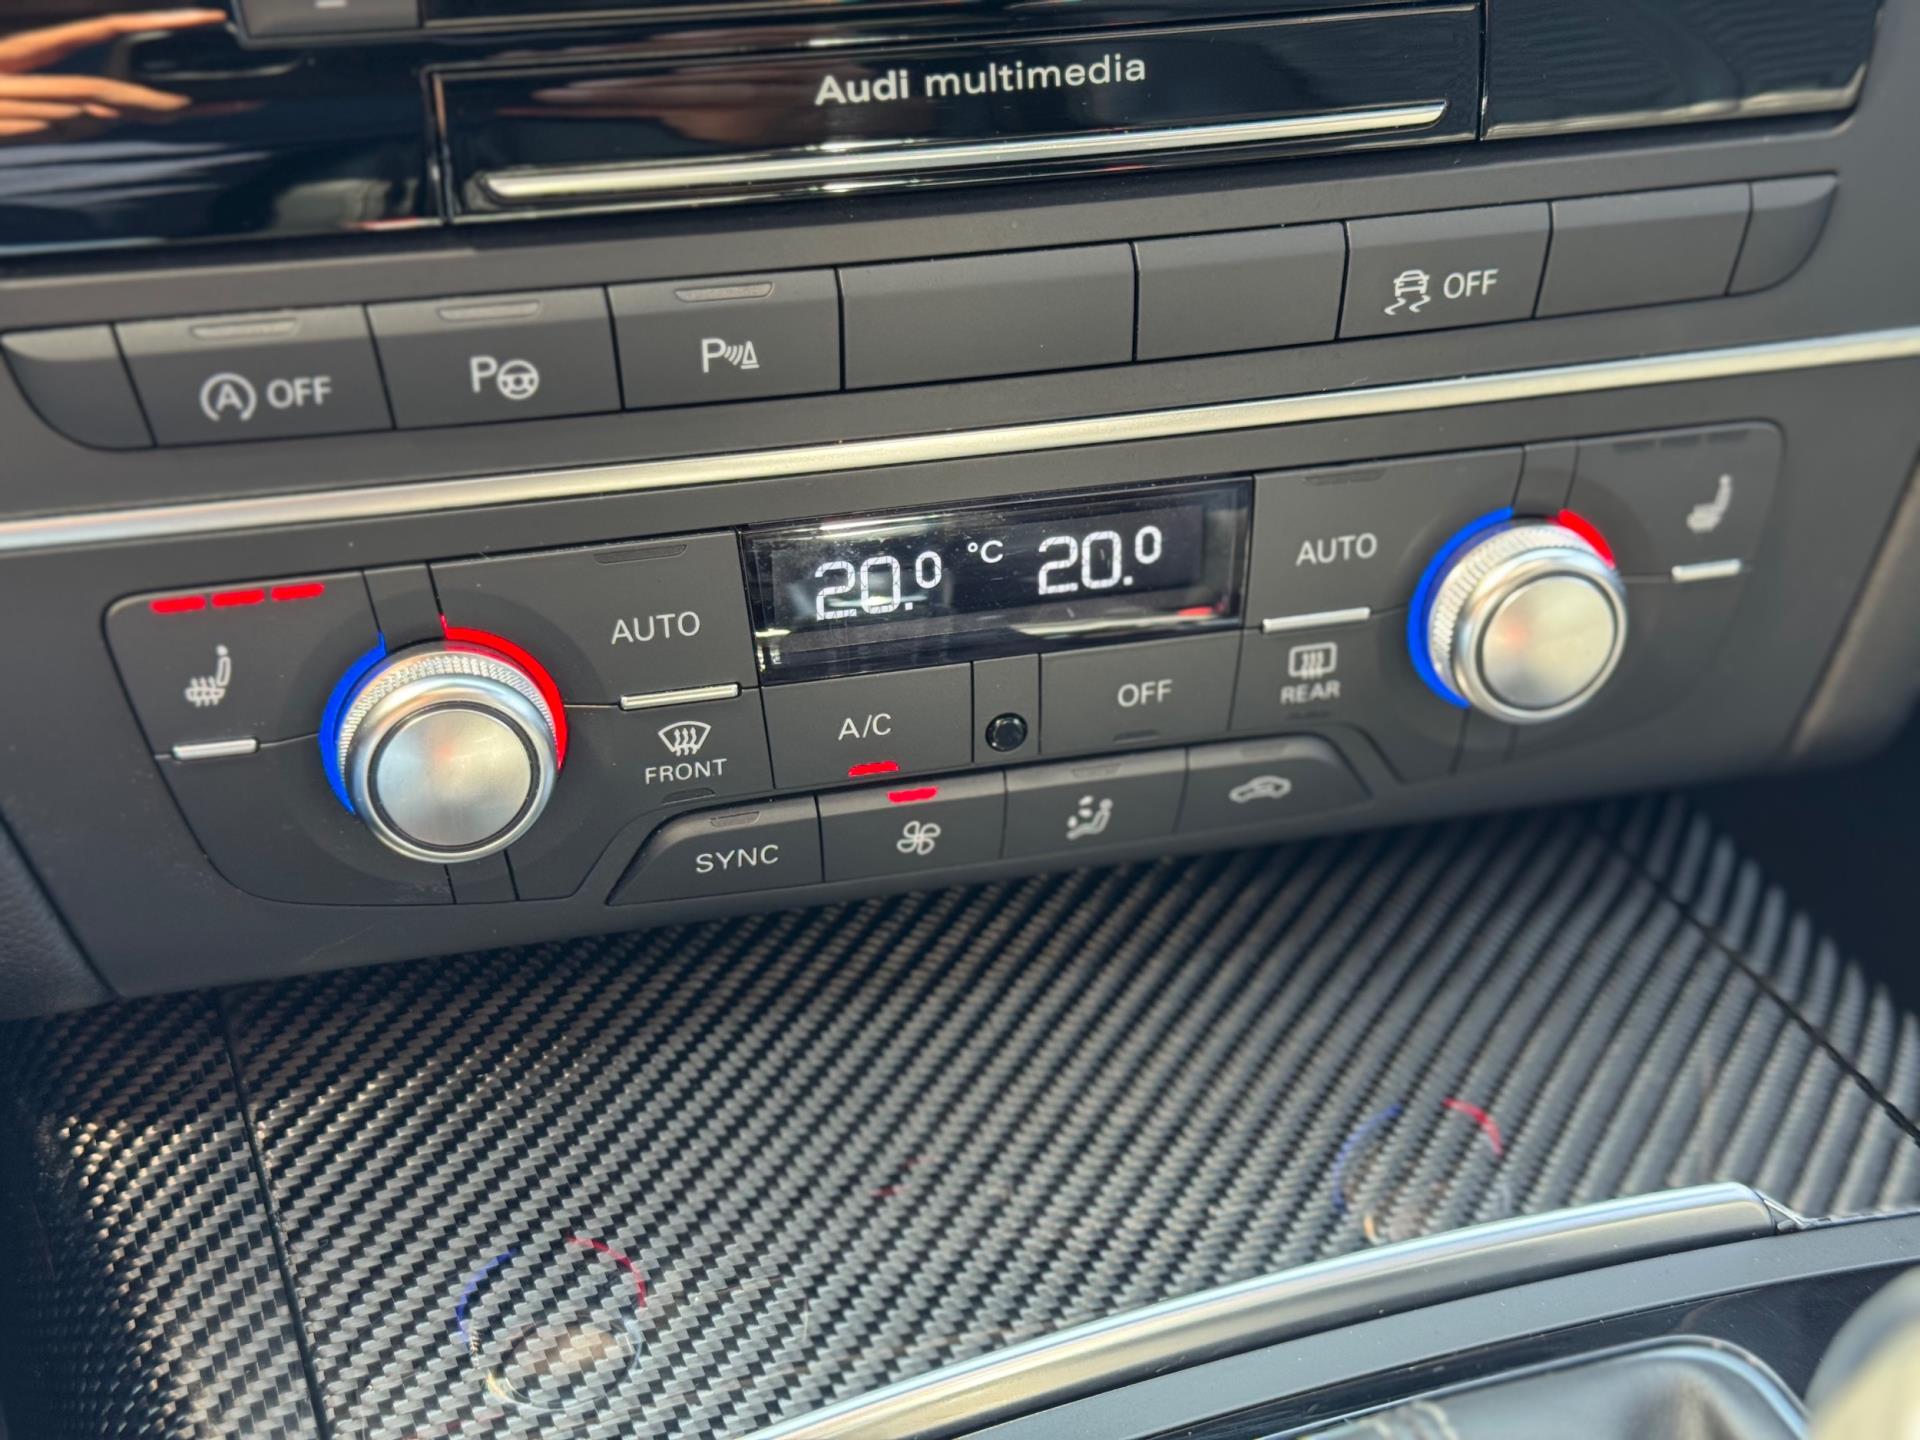 Audi multimedia
A OFF
P
P
OFF
20.0 °C 20.0
AUTO
AUTO
FRONT
A/C
OFF
REAR
SYNC